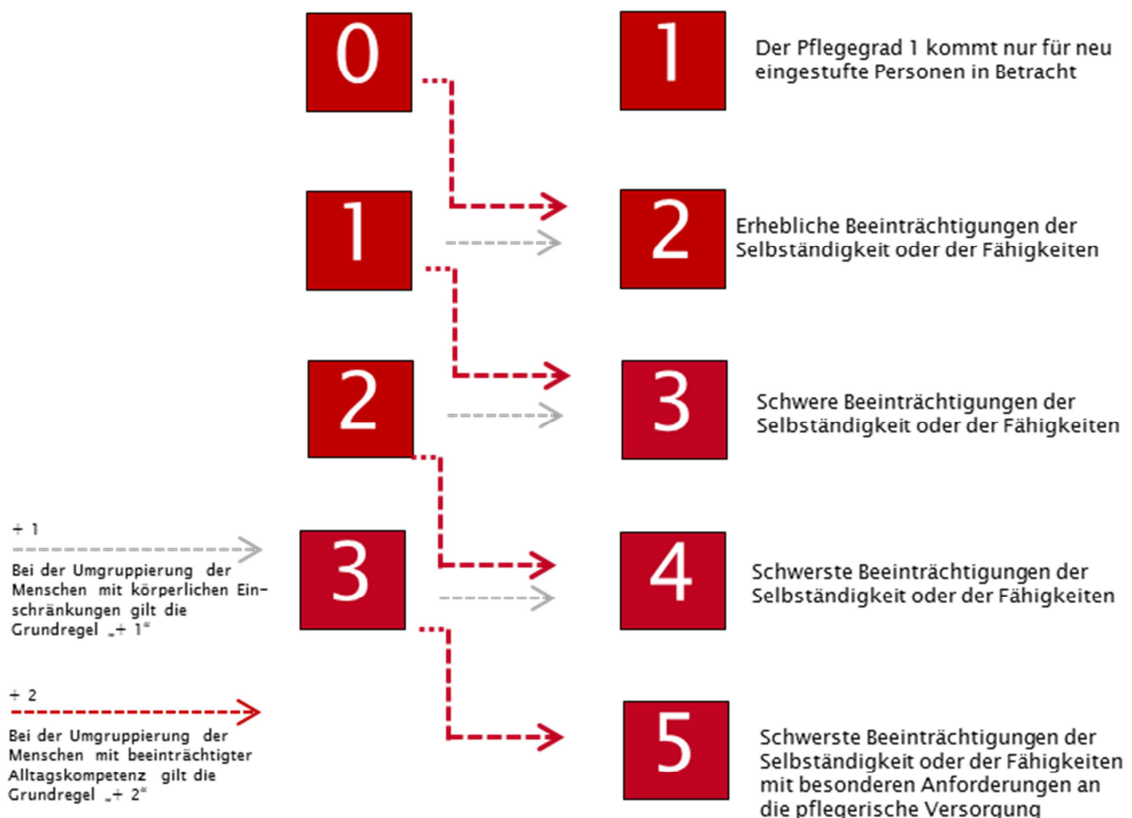 0
1
Der Pflegegrad 1 kommt nur für neu
eingestufte Personen in Betracht
1
2
Erhebliche Beeinträchtigungen der
Selbständigkeit oder der Fähigkeiten
2
3
Schwere Beeinträchtigungen der
Selbständigkeit oder der Fähigkeiten
+ 1
Bei der Umgruppierung der
Menschen mit körperlichen Ein-
schränkungen gilt die
Grundregel „+ 1“
3
4
Schwerste Beeinträchtigungen der
Selbständigkeit oder der Fähigkeiten
+ 2
Bei der Umgruppierung der
Menschen mit beeinträchtigter
Alltagskompetenz gilt die
Grundregel „+ 2“
5
Schwerste Beeinträchtigungen der
Selbständigkeit oder der Fähigkeiten
mit besonderen Anforderungen an
die pflegerische Versorgung